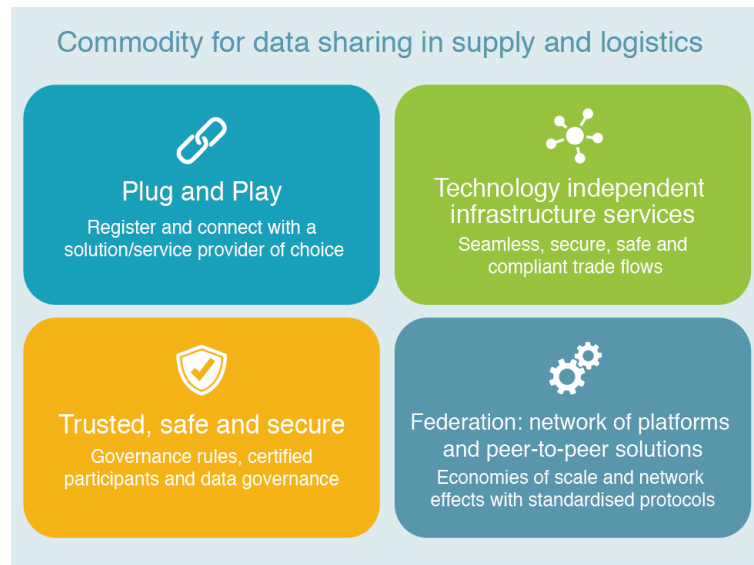 Commodity for data sharing in supply and logistics
Plug and Play
Register and connect with a
solution/service provider of choice
Technology independent
infrastructure services
Seamless, secure, safe and
compliant trade flows
Trusted, safe and secure
Governance rules, certified
participants and data governance
Federation: network of platforms
and peer-to-peer solutions
Economies of scale and network
effects with standardised protocols